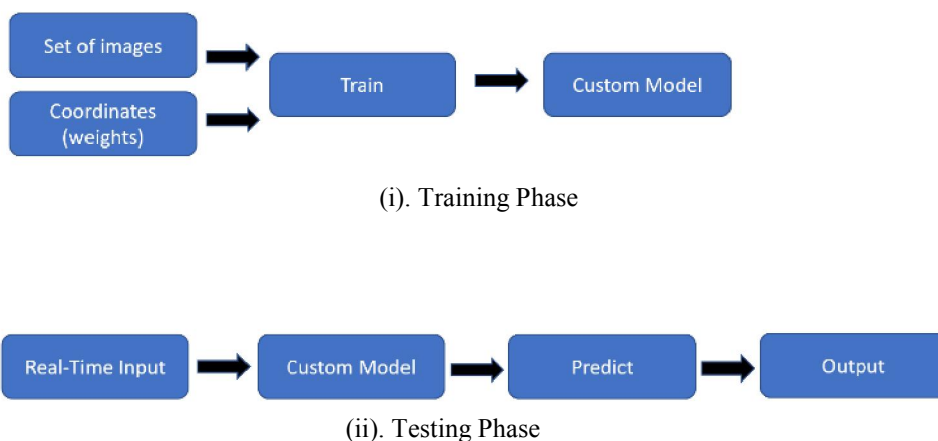 Set of images
Train
Custom Model
Coordinates
(weights)
(i). Training Phase
Real-Time Input
Custom Model
Predict
Output
(ii). Testing Phase